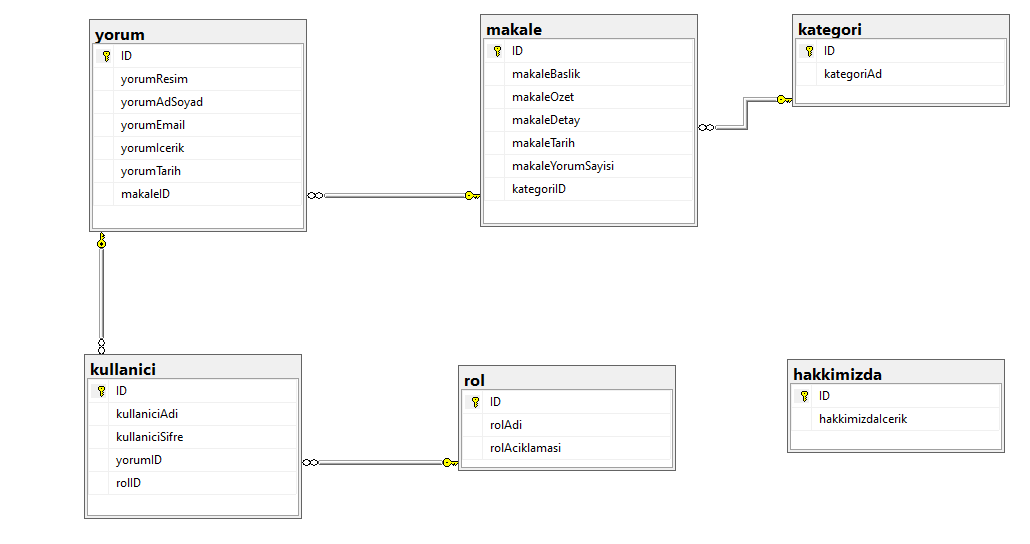 yorum
ID
yorumResim
yorumAdSoyad
yorumEmail
yorumIcerik
yorumTarih
makaleID
makale
ID
makaleBaslik
makaleOzet
makaleDetay
makaleTarih
makaleYorumSayisi
kategoriID
kategori
ID
kategoriAd
kullanici
ID
kullaniciAdi
kullaniciSifre
yorumID
rolID
rol
ID
rolAdi
rolAciklamasi
hakkimizda
ID
hakkimizdaIcerik